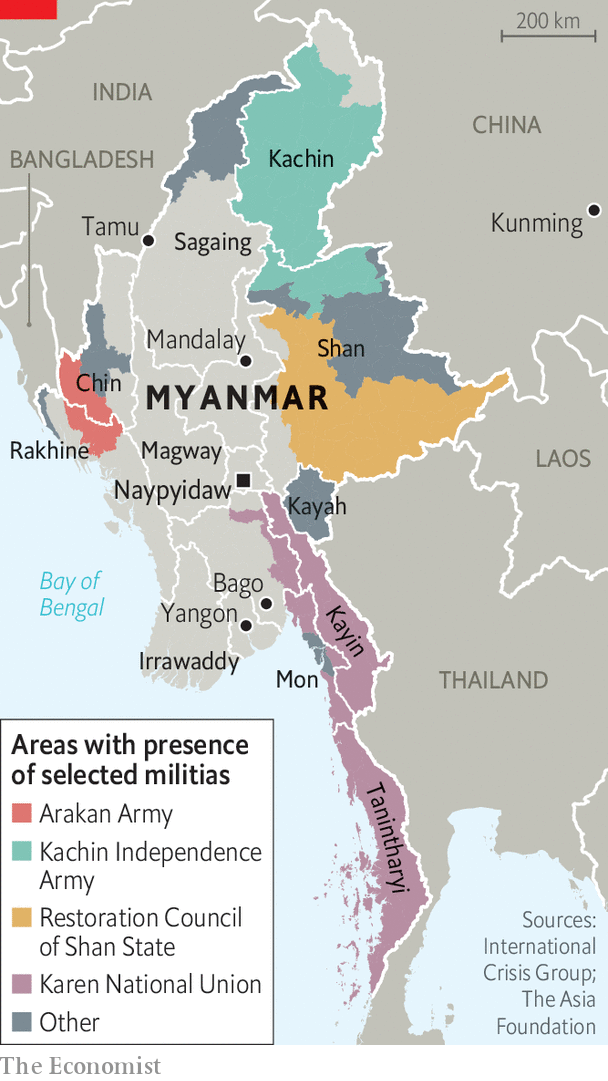 200 km
INDIA
CHINA
BANGLADESH
Kachin
Kunming
Tamu
Sagaing
Mandalay
Shan
Chin
MYANMAR
Rakhine
Magway
LAOS
Naypyidaw
Kayah
Bay of
Bengal
Bago
Yangon
Kayin
Irrawaddy
Mon
THAILAND
Tanintharyi
Areas with presence
of selected militias
Arakan Army
Kachin Independence
Army
Restoration Council
of Shan State
Karen National Union
Other
Sources:
International
Crisis Group;
The Asia
Foundation
The Economist